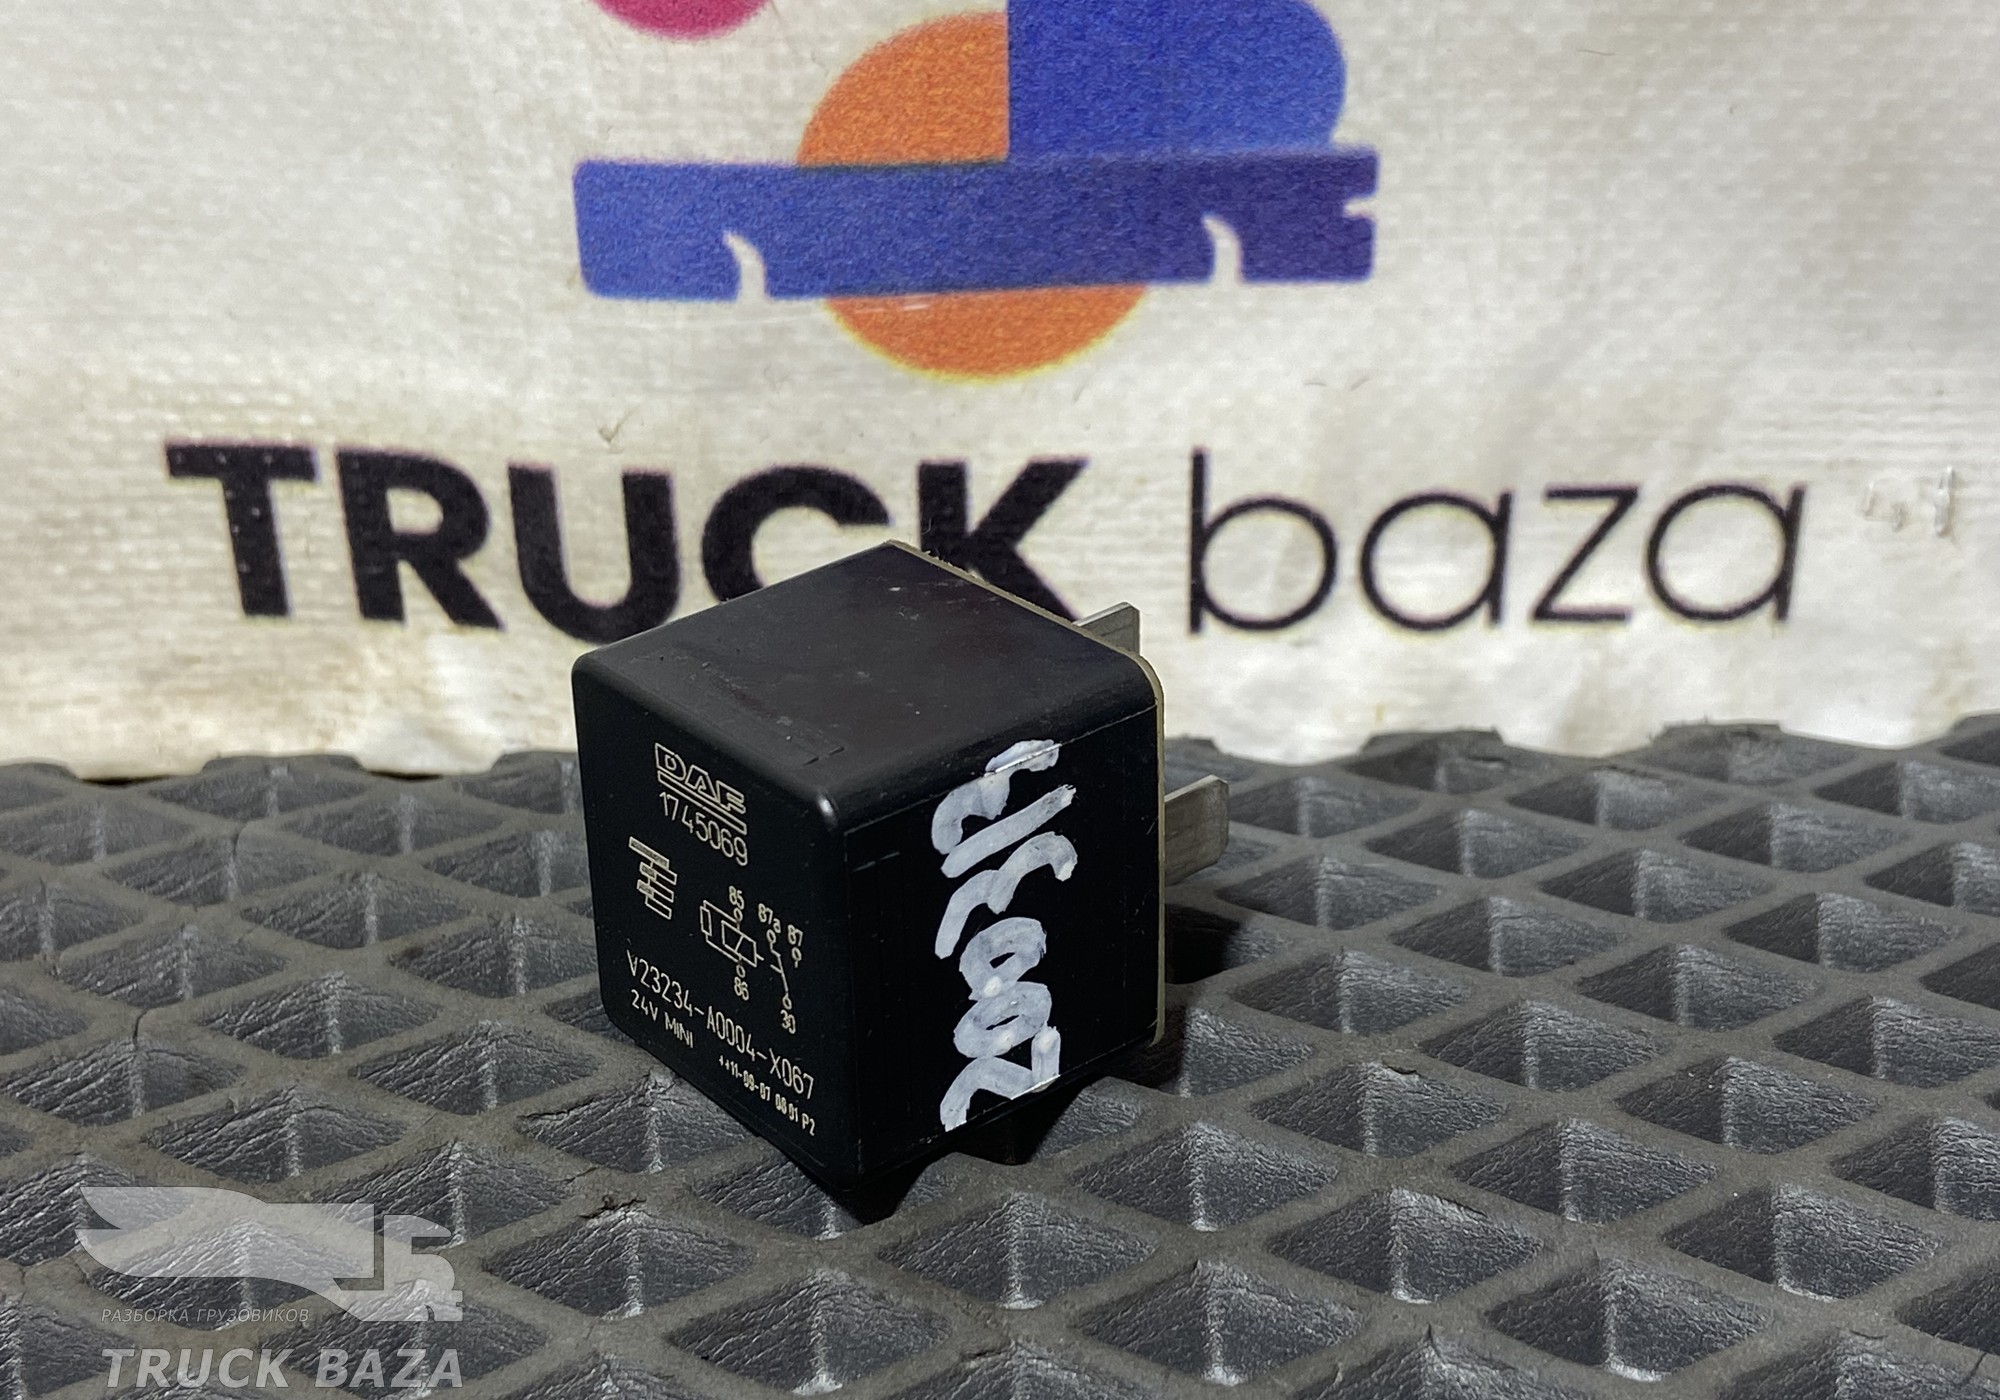 TRUCK baza
DAF
1745069
85 87a 87
86
30
V23234-A0004-X067
24V MINI
РАЗБОРКА ГРУЗОВИКОВ
TRUCK BAZA